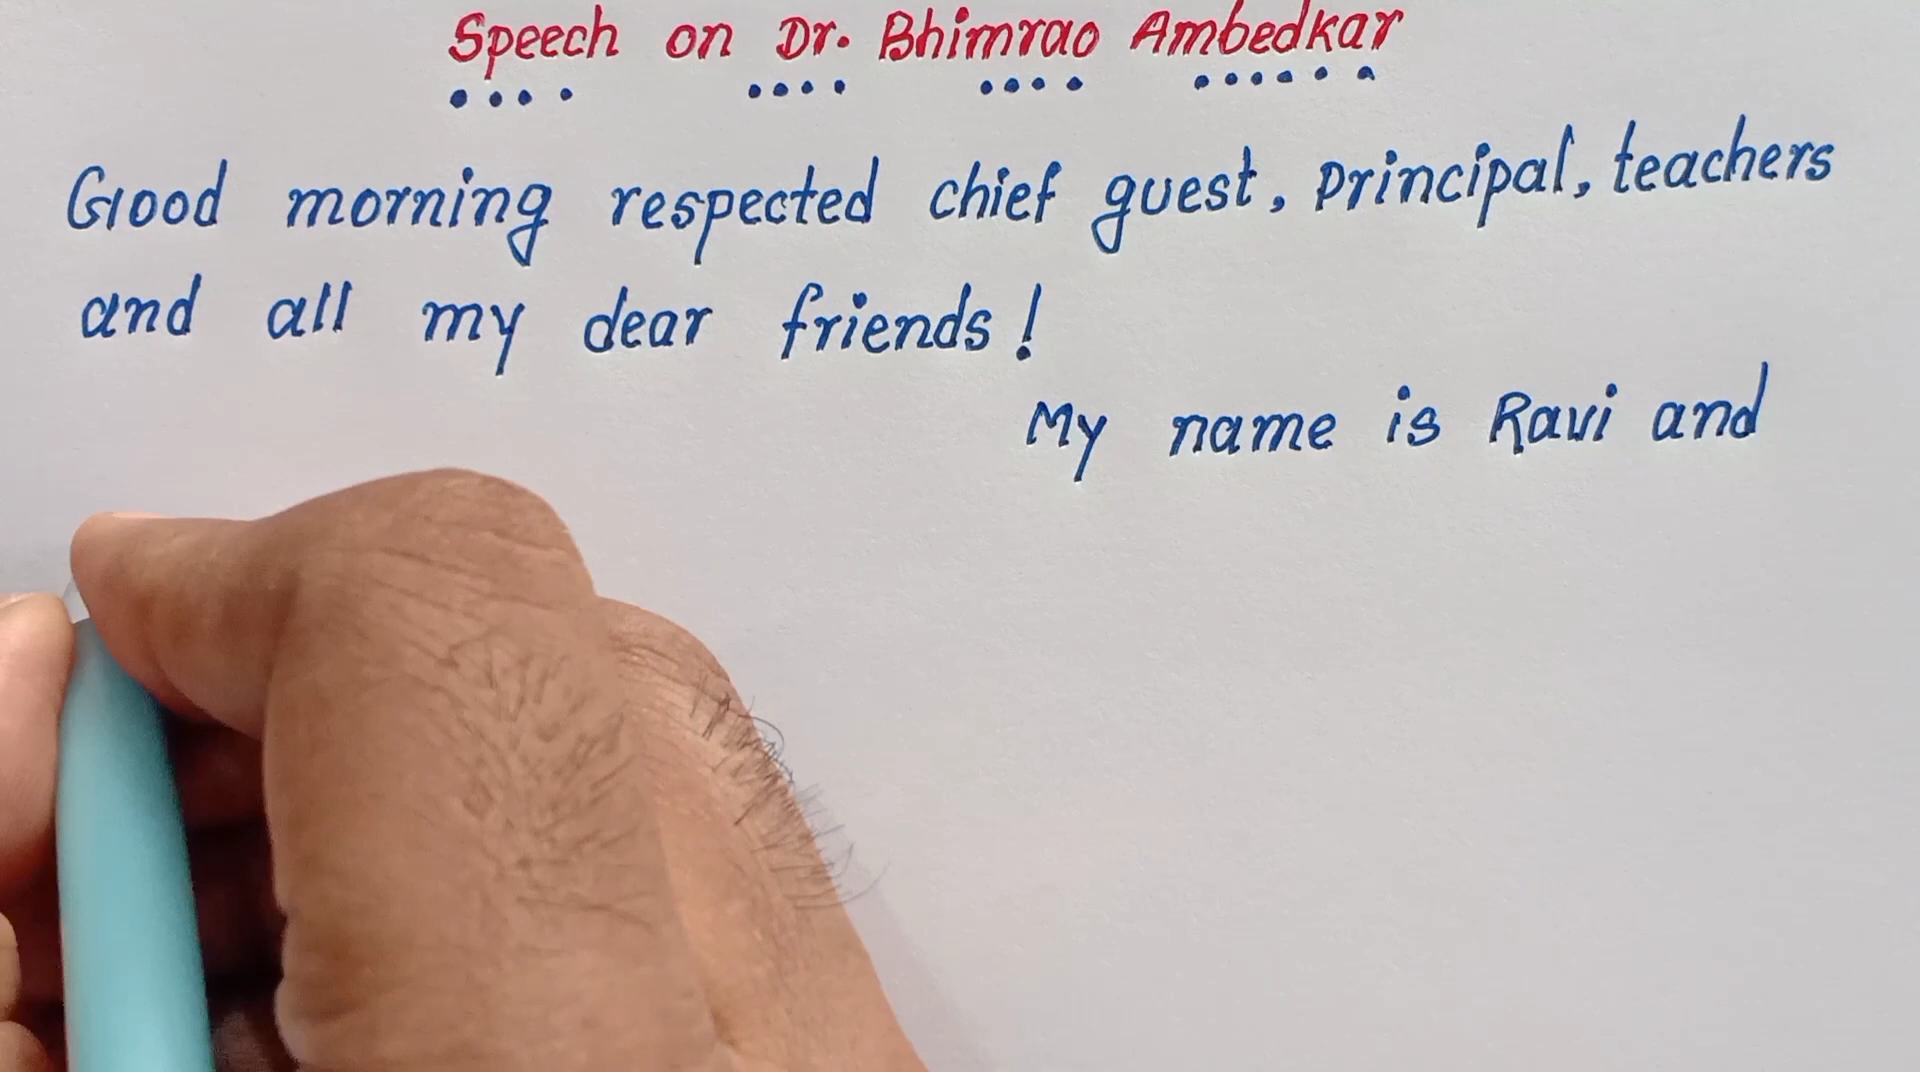 Speech on Dr. Bhimrao Ambedkar
Good morning respected chief guest, principal, teachers
and all my dear friends!
My name is Ravi and